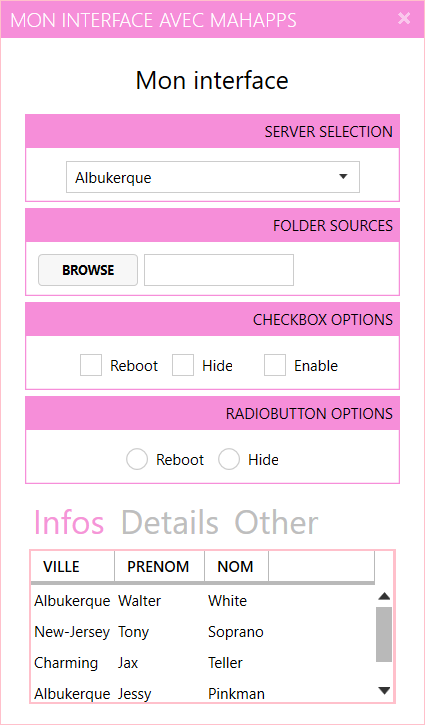 MON INTERFACE AVEC MAHAPPS
Mon interface
SERVER SELECTION
Albukerque
FOLDER SOURCES
BROWSE
CHECKBOX OPTIONS
Reboot Hide Enable
RADIOBUTTON OPTIONS
Reboot Hide
Infos Details Other
VILLE PRENOM NOM
Albukerque Walter White
New-Jersey Tony Soprano
Charming Jax Teller
Albukerque Jessy Pinkman